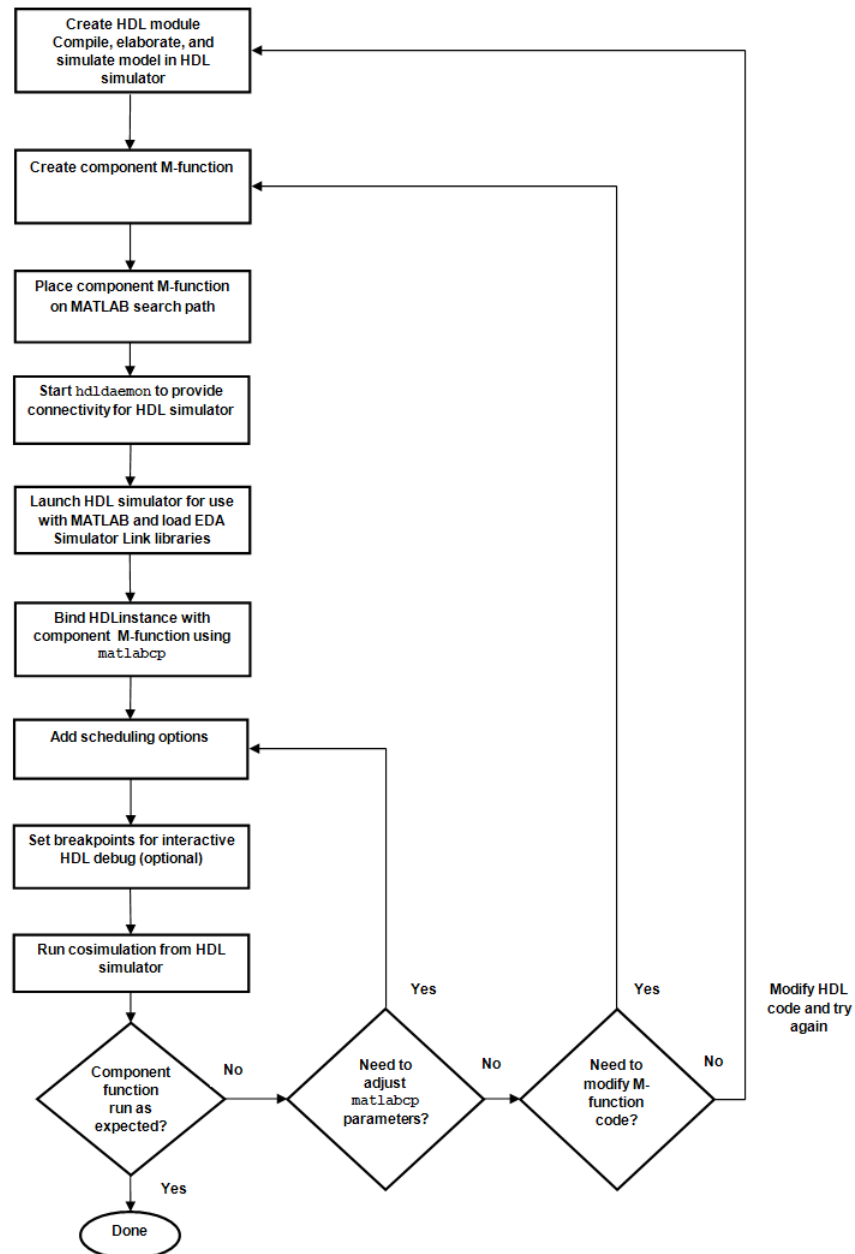 Create HDL module
Compile, elaborate, and
simulate model in HDL
simulator
Create component M-function
Place component M-function
on MATLAB search path
Start hdldaemon to provide
connectivity for HDL simulator
Launch HDL simulator for use
with MATLAB and load EDA
Simulator Link libraries
Bind HDLinstance with
component M-function using
matlabcp
Add scheduling options
Set breakpoints for interactive
HDL debug (optional)
Run cosimulation from HDL
simulator
Component
function
run as
expected?
No
Yes
Done
Need to
adjust
matlabcp
parameters?
Yes
No
Need to
modify M-
function
code?
Yes
No
Modify HDL
code and try
again